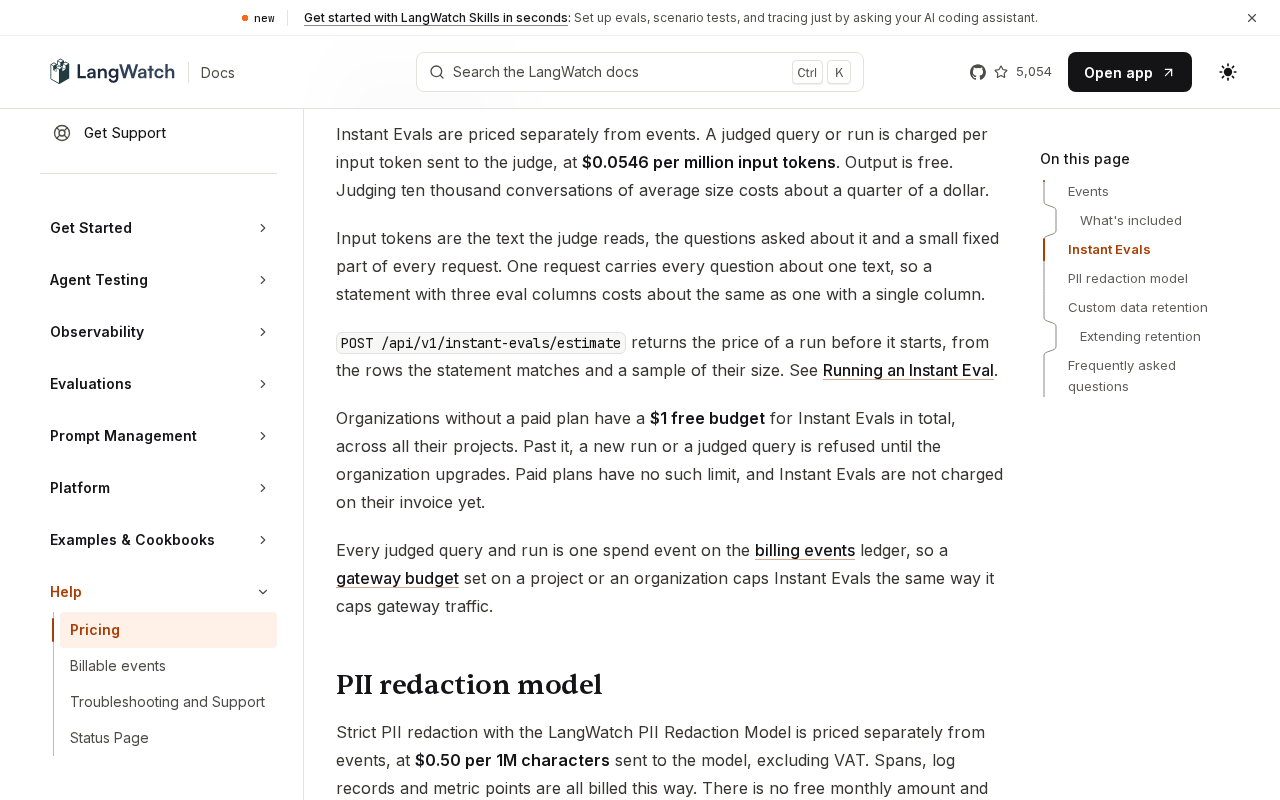 new
Get started with LangWatch Skills in seconds: Set up evals, scenario tests, and tracing just by asking your AI coding assistant.
LangWatch
Docs
Search the LangWatch docs
Ctrl K
5,054
Open app
Get Support
Get Started
Agent Testing
Observability
Evaluations
Prompt Management
Platform
Examples & Cookbooks
Help
Pricing
Billable events
Troubleshooting and Support
Status Page
Instant Evals are priced separately from events. A judged query or run is charged per
input token sent to the judge, at $0.0546 per million input tokens. Output is free.
Judging ten thousand conversations of average size costs about a quarter of a dollar.
Input tokens are the text the judge reads, the questions asked about it and a small fixed
part of every request. One request carries every question about one text, so a
statement with three eval columns costs about the same as one with a single column.
POST /api/v1/instant-evals/estimate returns the price of a run before it starts, from
the rows the statement matches and a sample of their size. See Running an Instant Eval.
Organizations without a paid plan have a $1 free budget for Instant Evals in total,
across all their projects. Past it, a new run or a judged query is refused until the
organization upgrades. Paid plans have no such limit, and Instant Evals are not charged
on their invoice yet.
Every judged query and run is one spend event on the billing events ledger, so a
gateway budget set on a project or an organization caps Instant Evals the same way it
caps gateway traffic.
PII redaction model
Strict PII redaction with the LangWatch PII Redaction Model is priced separately from
events, at $0.50 per 1M characters sent to the model, excluding VAT. Spans, log
records and metric points are all billed this way. There is no free monthly amount and
On this page
Events
What's included
Instant Evals
PII redaction model
Custom data retention
Extending retention
Frequently asked
questions